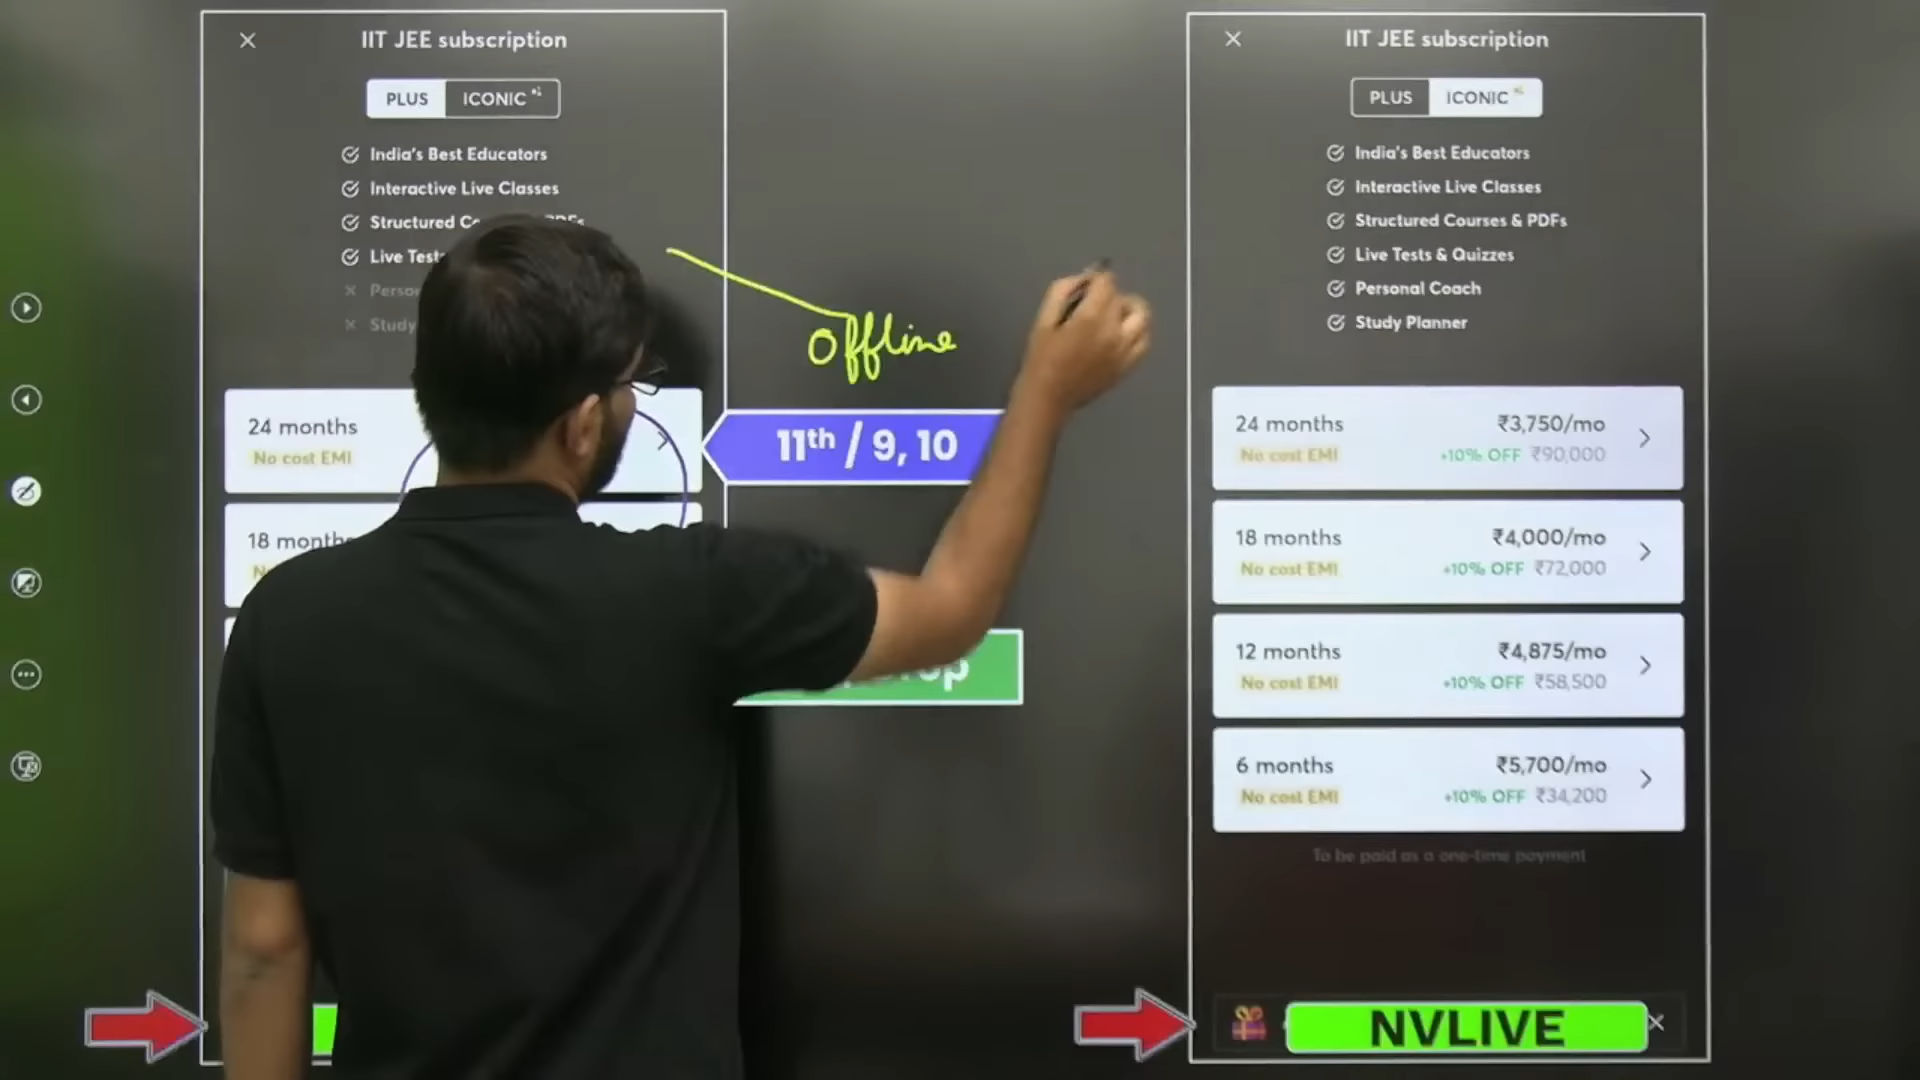 IIT JEE subscription
PLUS ICONIC
India's Best Educators
Interactive Live Classes
Structured
Live Tests
Study
24 months
No cost EMI
18 months
offline
11th / 9, 10
IIT JEE subscription
PLUS ICONIC
India's Best Educators
Interactive Live Classes
Structured Courses & PDFs
Live Tests & Quizzes
Personal Coach
Study Planner
24 months ₹3,750/mo
No cost EMI +10% OFF ₹90,000
18 months ₹4,000/mo
No cost EMI +10% OFF ₹72,000
12 months ₹4,875/mo
No cost EMI +10% OFF ₹58,500
6 months ₹5,700/mo
No cost EMI +10% OFF ₹34,200
To be paid as a one-time payment
NVLIVE